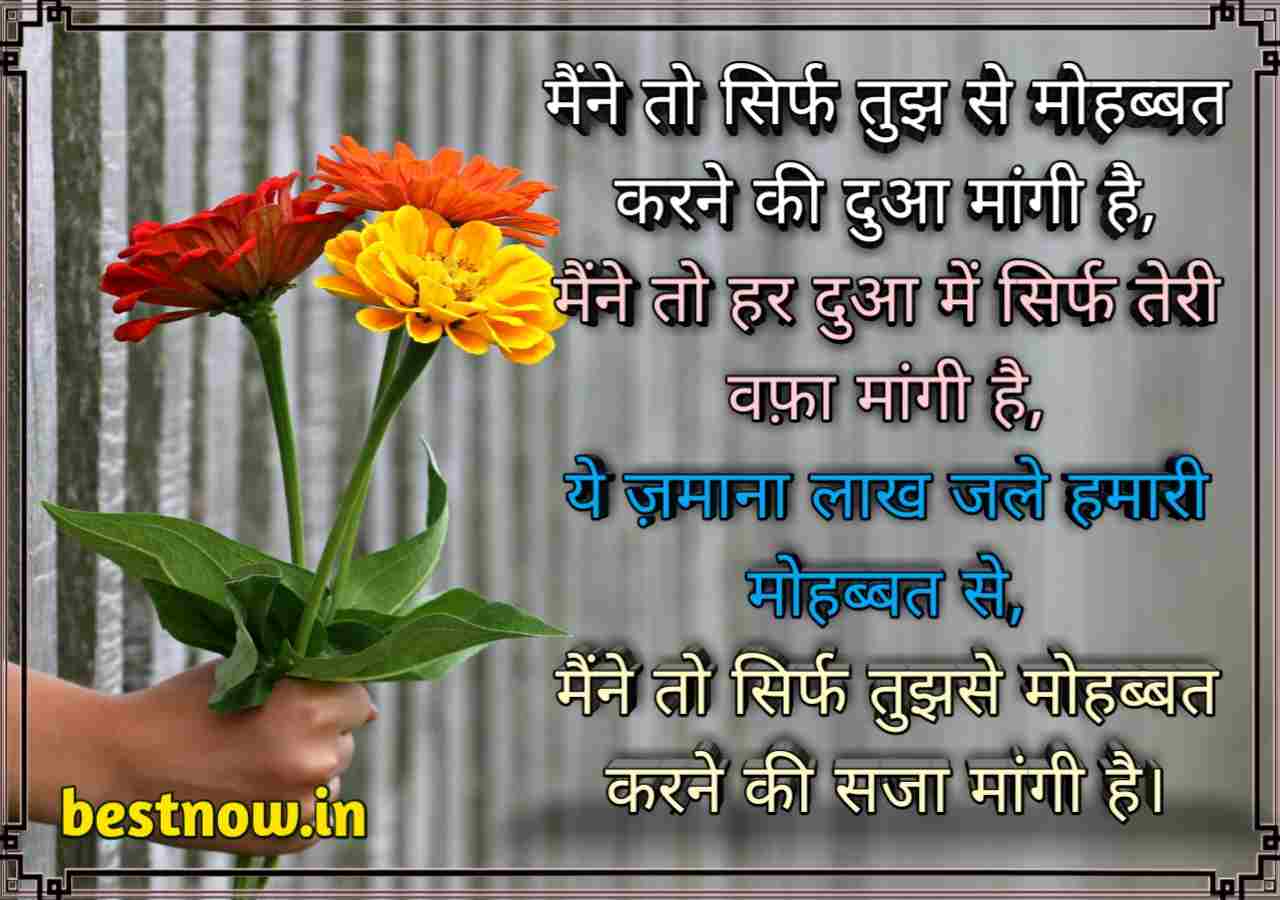 मैंने तो सिर्फ तुझ से मोहब्बत
करने की दुआ मांगी है,
मैंने तो हर दुआ में सिर्फ तेरी
वफ़ा मांगी है,
ये ज़माना लाख जले हमारी
मोहब्बत से,
मैंने तो सिर्फ तुझसे मोहब्बत
करने की सजा मांगी है।
bestnow.in